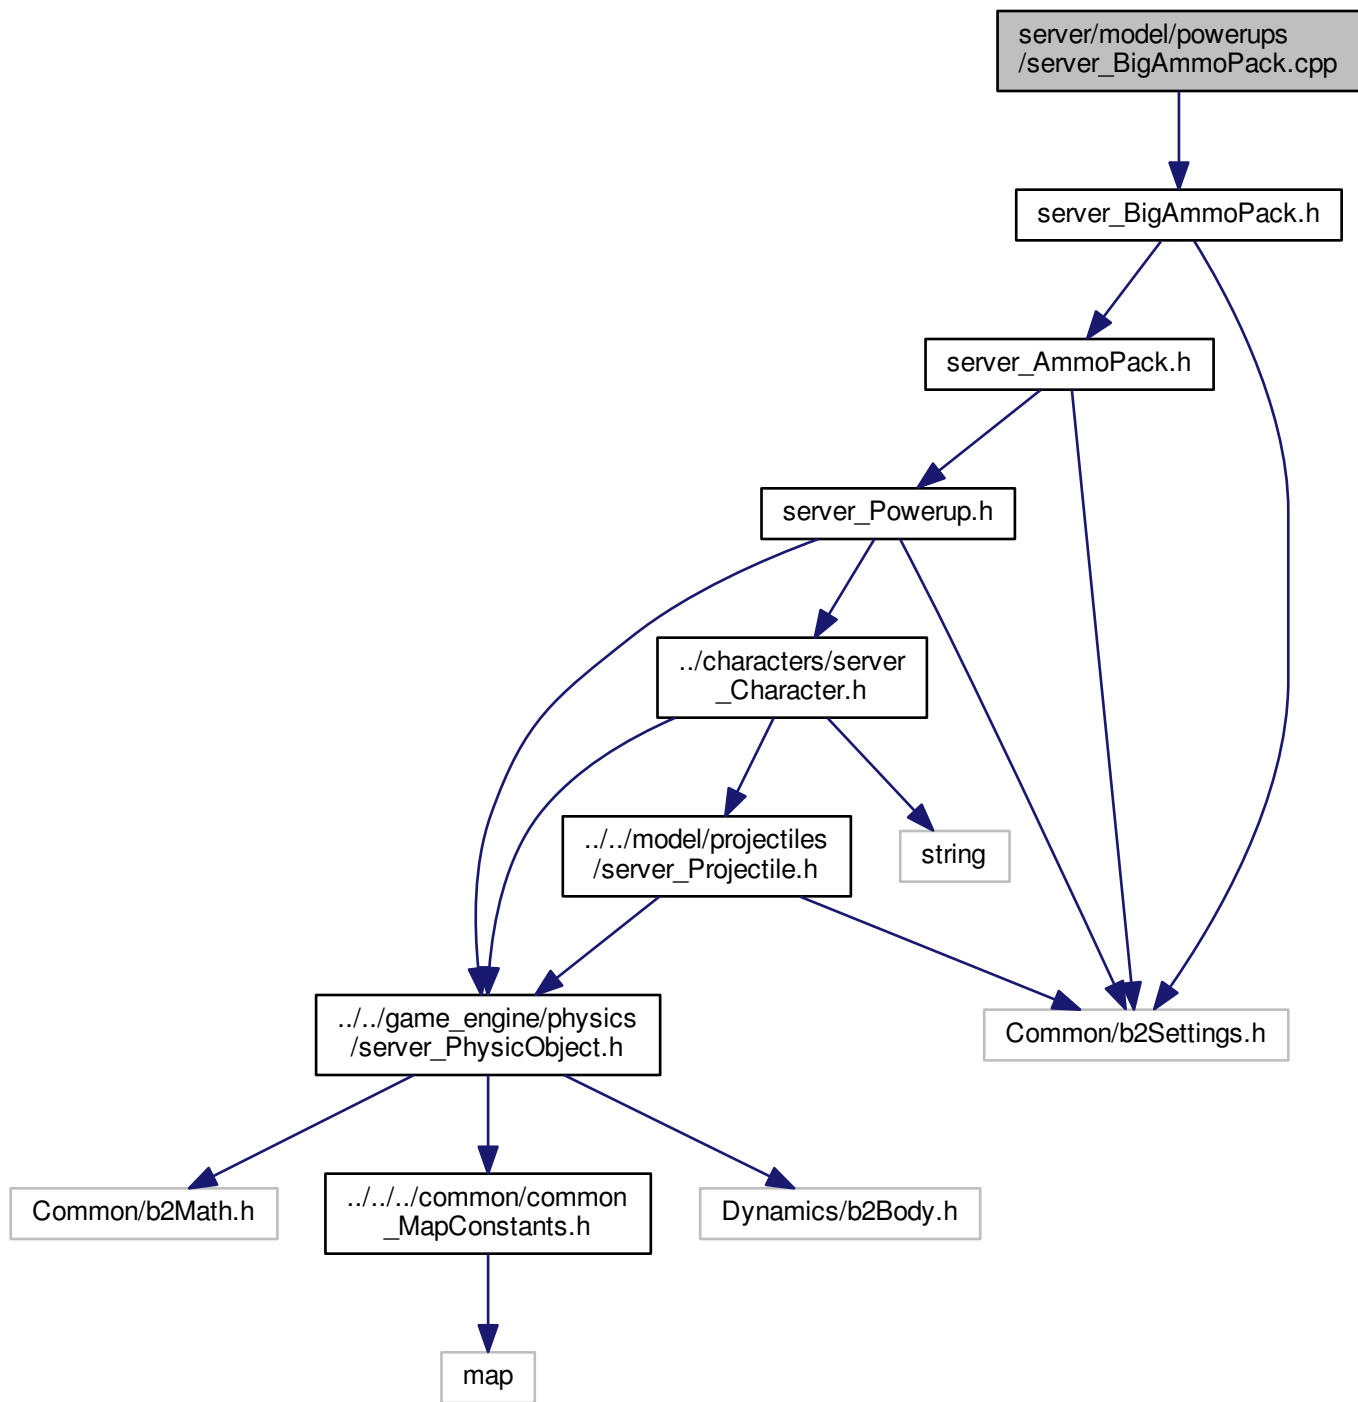 server/model/powerups
/server_BigAmmoPack.cpp
server_BigAmmoPack.h
server_AmmoPack.h
server_Powerup.h
../characters/server
_Character.h
../../model/projectiles
/server_Projectile.h
string
../../game_engine/physics
/server_PhysicObject.h
Common/b2Settings.h
Common/b2Math.h
../../../common/common
_MapConstants.h
Dynamics/b2Body.h
map